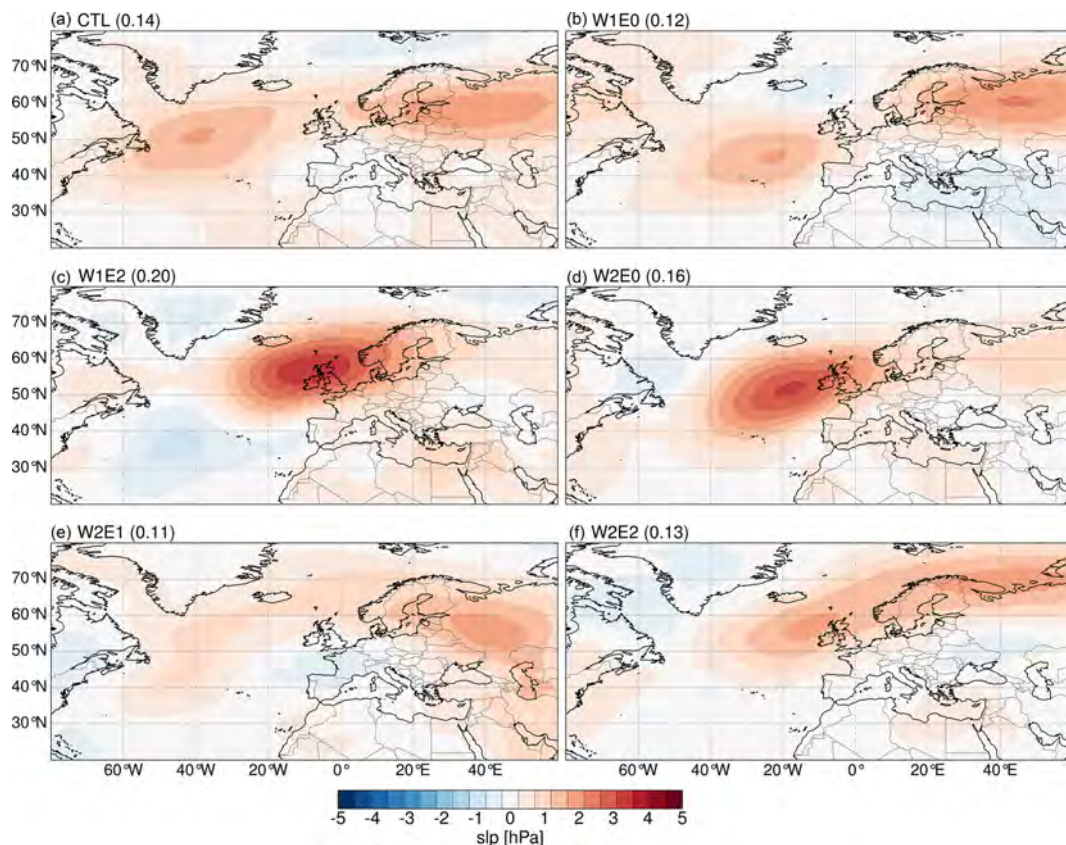 (a) CTL (0.14)
(b) W1E0 (0.12)
70°N
60°N
50°N
40°N
30°N
(c) W1E2 (0.20)
(d) W2E0 (0.16)
70°N
60°N
50°N
40°N
30°N
(e) W2E1 (0.11)
(f) W2E2 (0.13)
70°N
60°N
50°N
40°N
30°N
60°W 40°W 20°W 0° 20°E 40°E 60°W 40°W 20°W 0° 20°E 40°E
-5 -4 -3 -2 -1 0 1 2 3 4 5
slp [hPa]